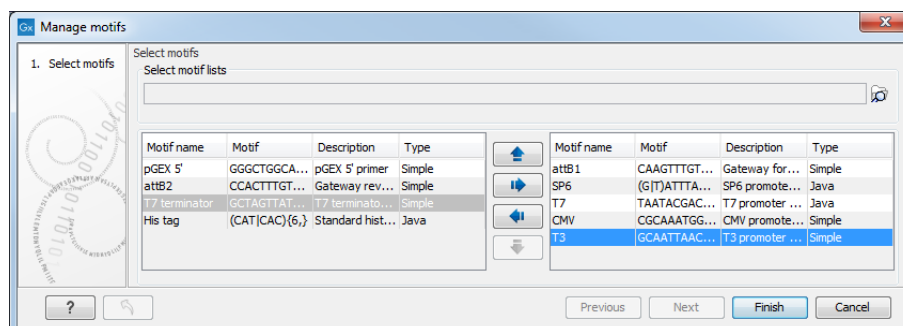 Gx Manage motifs
1. Select motifs
Select motifs
Select motif lists
Motif name Motif Description Type
pGEX 5' GGGCTGGCA... pGEX 5' primer Simple
attB2 CCACTTTGT... Gateway rev... Simple
T7 terminator GCTAGTTAT... T7 terminato... Simple
His tag (CAT|CAC){6,} Standard hist... Java
Motif name Motif Description Type
attB1 CAAGTTTGT... Gateway for... Simple
SP6 (G|T)ATTTA... SP6 promote... Java
T7 TAATACGAC... T7 promoter ... Java
CMV CGCAAATGG... CMV promote... Simple
T3 GCAATTAAC... T3 promoter ... Simple
? Previous Next Finish Cancel